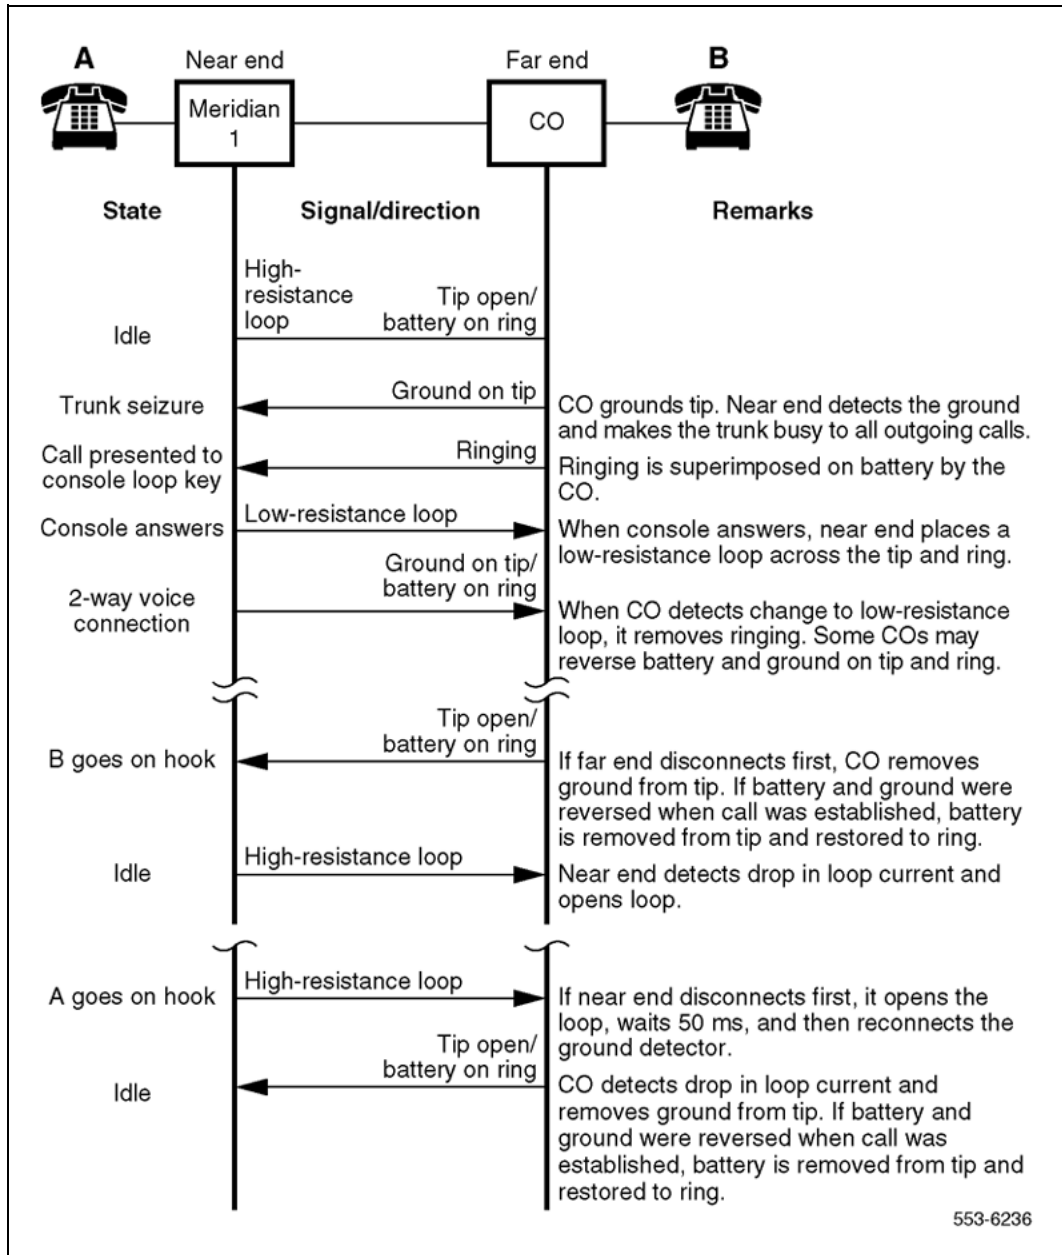 A
Near end
Far end
B
Meridian
1
CO
State
Signal/direction
Remarks
High-
resistance
loop
Tip open/
battery on ring
Idle
Ground on tip
Trunk seizure
CO grounds tip. Near end detects the ground
and makes the trunk busy to all outgoing calls.
Call presented to
console loop key
Ringing
Ringing is superimposed on battery by the
CO.
Console answers
Low-resistance loop
When console answers, near end places a
low-resistance loop across the tip and ring.
Ground on tip/
battery on ring
2-way voice
connection
When CO detects change to low-resistance
loop, it removes ringing. Some COs may
reverse battery and ground on tip and ring.
Tip open/
battery on ring
B goes on hook
If far end disconnects first, CO removes
ground from tip. If battery and ground were
reversed when call was established, battery
is removed from tip and restored to ring.
Idle
High-resistance loop
Near end detects drop in loop current and
opens loop.
A goes on hook
High-resistance loop
If near end disconnects first, it opens the
loop, waits 50 ms, and then reconnects the
ground detector.
Tip open/
battery on ring
Idle
CO detects drop in loop current and
removes ground from tip. If battery and
ground were reversed when call was
established, battery is removed from tip and
restored to ring.
553-6236